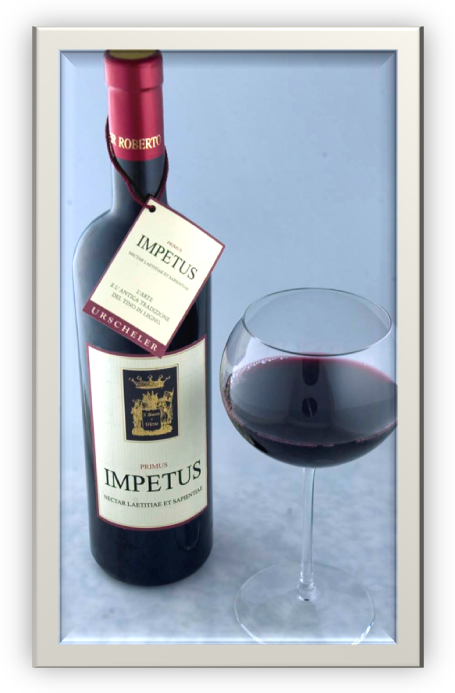 R ROBERTO
PRIMUS
IMPETUS
NECTAR LAETITIAE ET SAPIENTIAE
L'ARTE
E L'ANTICA TRADIZIONE
DEL TINO IN LEGNO
URSCHELER
PRIMUS
IMPETUS
NECTAR LAETITIAE ET SAPIENTIAE